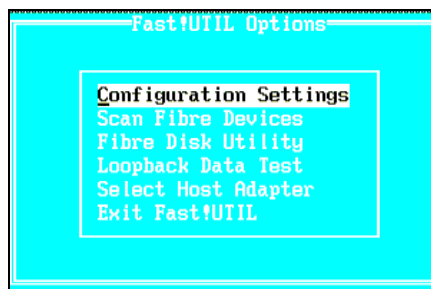 Fast!UTIL Options
Configuration Settings
Scan Fibre Devices
Fibre Disk Utility
Loopback Data Test
Select Host Adapter
Exit Fast!UTIL